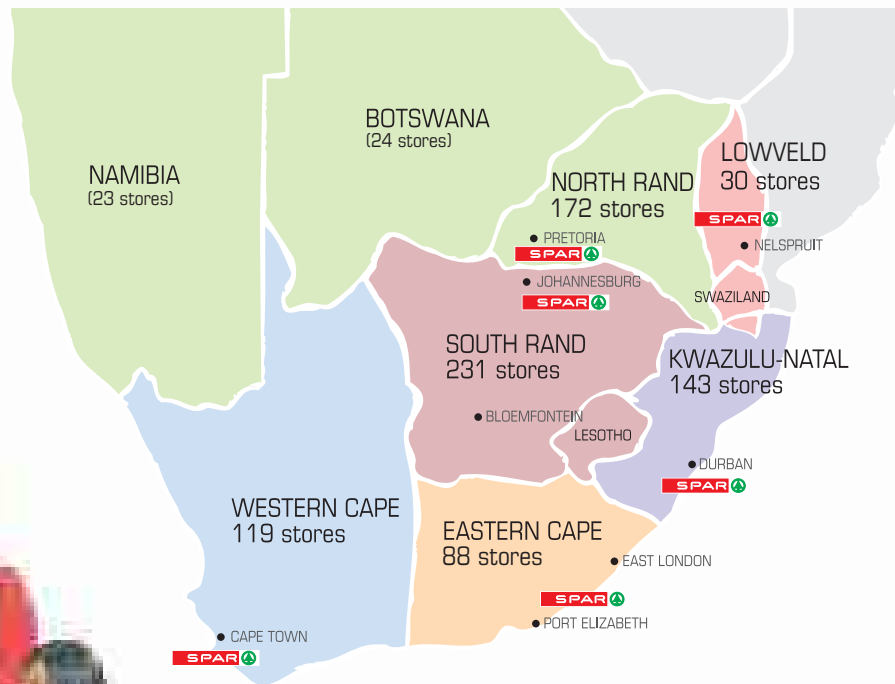 BOTSWANA
(24 stores)
NAMIBIA
(23 stores)
LOWVELD
30 stores
NORTH RAND
172 stores
SPAR
PRETORIA
NELSPRUIT
SPAR
JOHANNESBURG
SPAR
SWAZILAND
SOUTH RAND
231 stores
KWAZULU-NATAL
143 stores
BLOEMFONTEIN
LESOTHO
DURBAN
SPAR
WESTERN CAPE
119 stores
EASTERN CAPE
88 stores
EAST LONDON
SPAR
PORT ELIZABETH
CAPE TOWN
SPAR